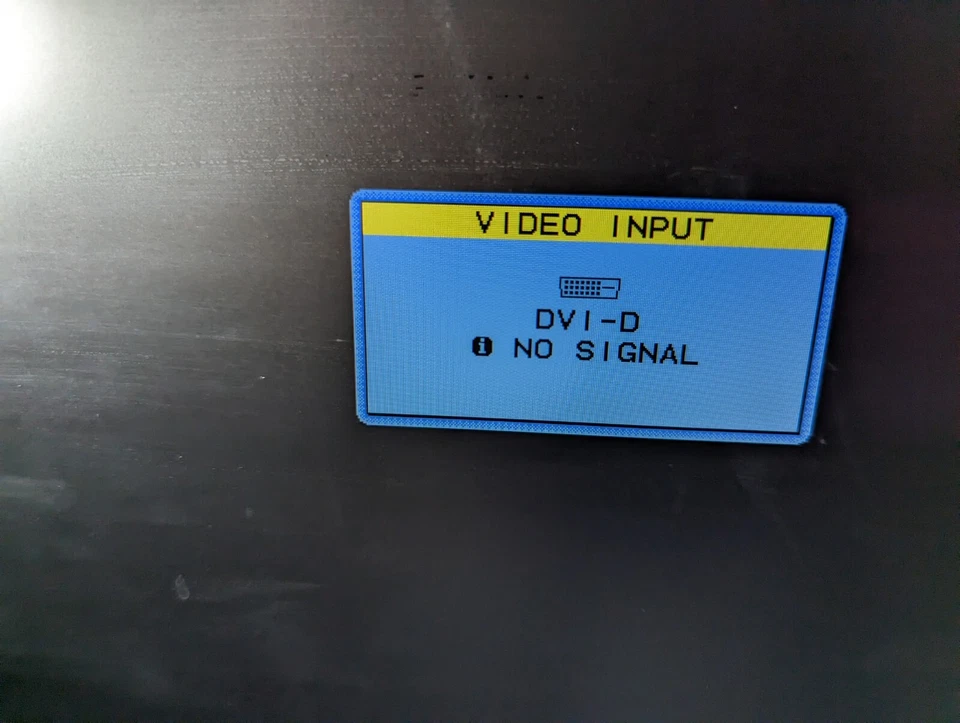 VIDEO INPUT
DVI-D
i NO SIGNAL